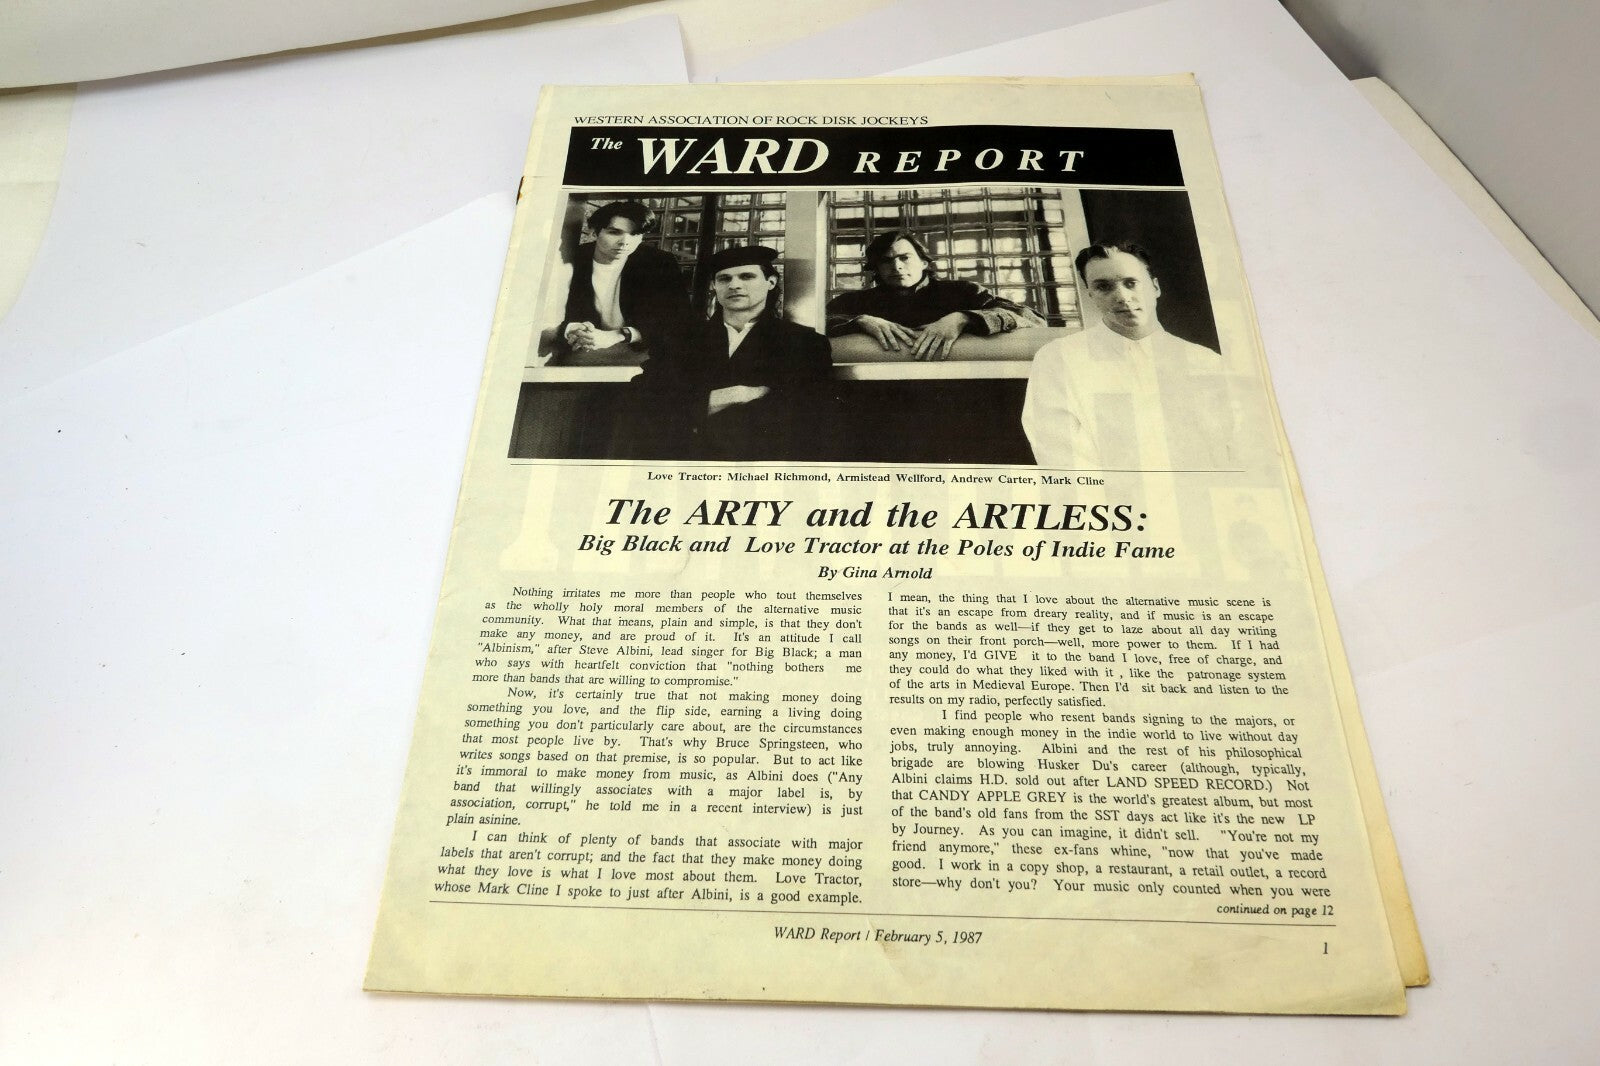 WESTERN ASSOCIATION OF ROCK DISK JOCKEYS
The WARD REPORT
Love Tractor: Michael Richmond, Armistead Wellford, Andrew Carter, Mark Cline
The ARTY and the ARTLESS:
Big Black and Love Tractor at the Poles of Indie Fame
By Gina Arnold
Nothing irritates me more than people who tout themselves
as the wholly holy moral members of the alternative music
community. What that means, plain and simple, is that they don't
make any money, and are proud of it. It's an attitude I call
"Albinism," after Steve Albini, lead singer for Big Black; a man
who says with heartfelt conviction that "nothing bothers me
more than bands that are willing to compromise."
Now, it's certainly true that not making money doing
something you love, and the flip side, earning a living doing
something you don't particularly care about, are the circumstances
that most people live by. That's why Bruce Springsteen, who
writes songs based on that premise, is so popular. But to act like
it's immoral to make money from music, as Albini does ("Any
band that willingly associates with a major label is, by
association, corrupt," he told me in a recent interview) is just
plain asinine.
I can think of plenty of bands that associate with major
labels that aren't corrupt; and the fact that they make money doing
what they love is what I love most about them. Love Tractor,
whose Mark Cline I spoke to just after Albini, is a good example.
I mean, the thing that I love about the alternative music scene is
that it's an escape from dreary reality, and if music is an escape
for the bands as well—if they get to laze about all day writing
songs on their front porch—well, more power to them. If I had
any money, I'd GIVE it to the band I love, free of charge, and
they could do what they liked with it , like the patronage system
of the arts in Medieval Europe. Then I'd sit back and listen to the
results on my radio, perfectly satisfied.
I find people who resent bands signing to the majors, or
even making enough money in the indie world to live without day
jobs, truly annoying. Albini and the rest of his philosophical
brigade are blowing Husker Du's career (although, typically,
Albini claims H.D. sold out after LAND SPEED RECORD.) Not
that CANDY APPLE GREY is the world's greatest album, but most
of the band's old fans from the SST days act like it's the new LP
by Journey. As you can imagine, it didn't sell. "You're not my
friend anymore," these ex-fans whine, "now that you've made
good. I work in a copy shop, a restaurant, a retail outlet, a record
store—why don't you? Your music only counted when you were
continued on page 12
WARD Report / February 5, 1987
1